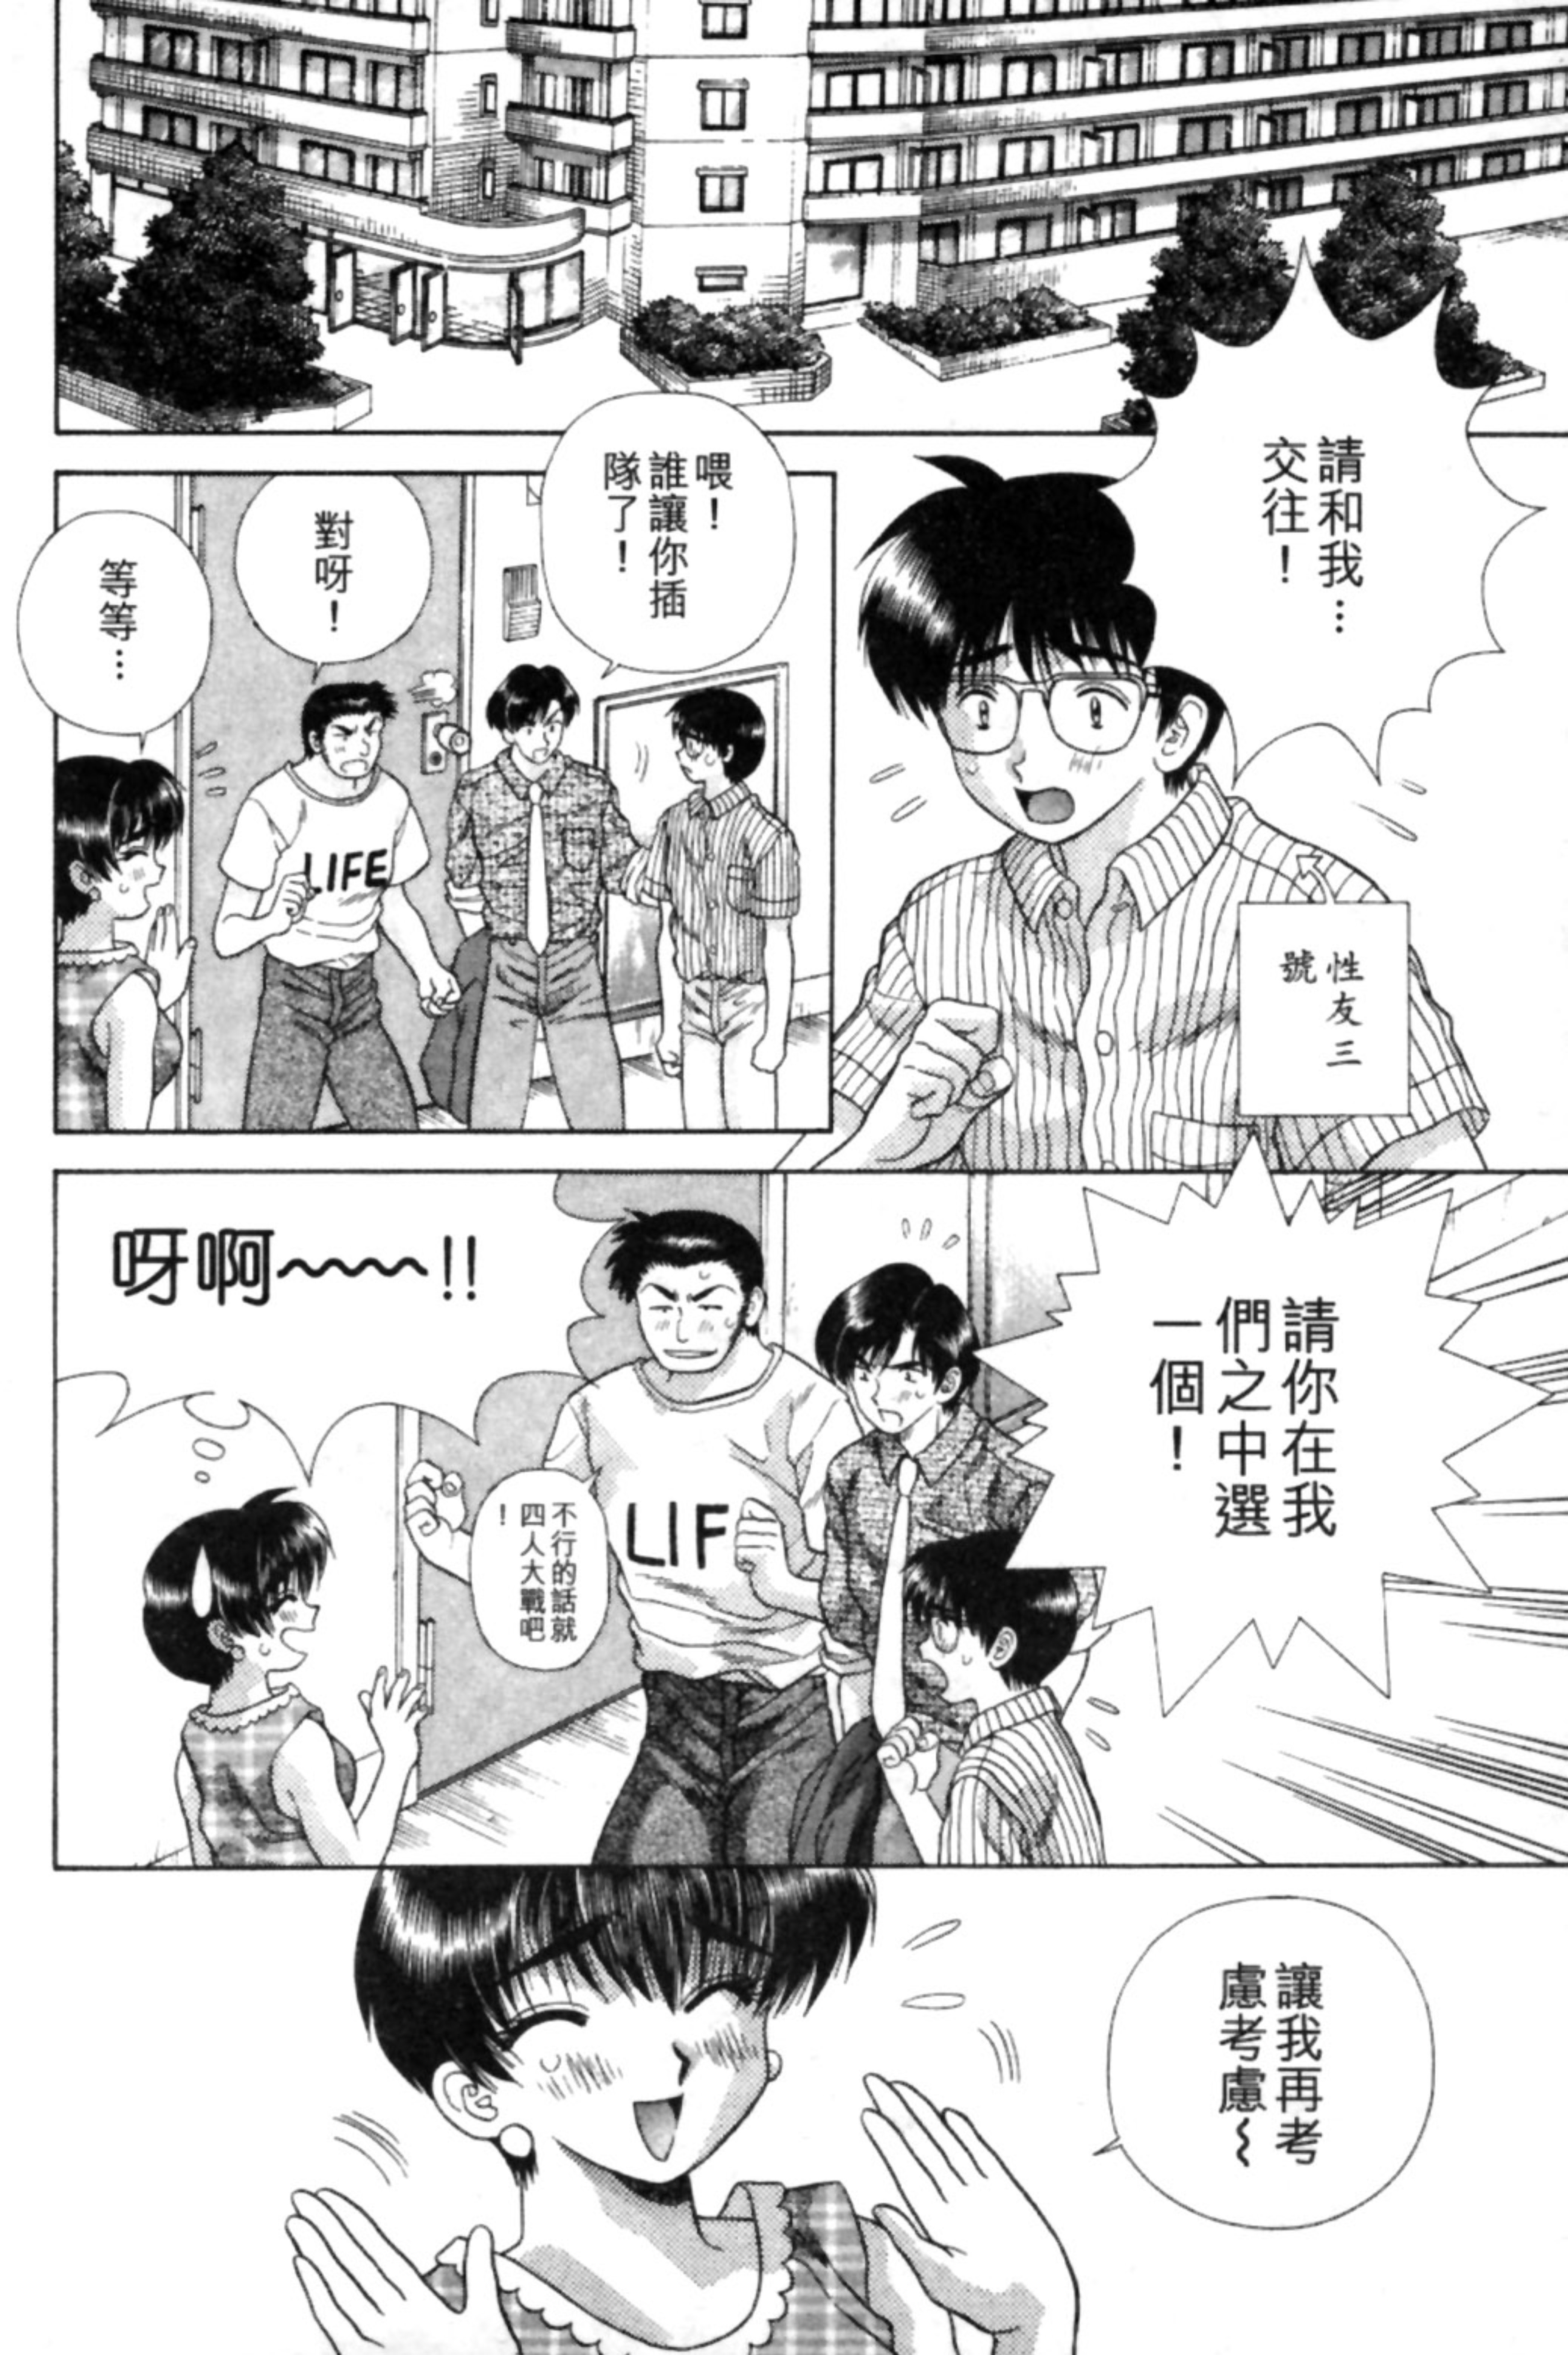 請和我…
交往！
性友三
號
喂！
誰讓你插
隊了！
對呀！
LIFE
等等…
請你在我
們之中選
一個！
不行的話就
四人大戰吧
！
LIF
呀啊~~~!!
讓我再考
慮考慮~